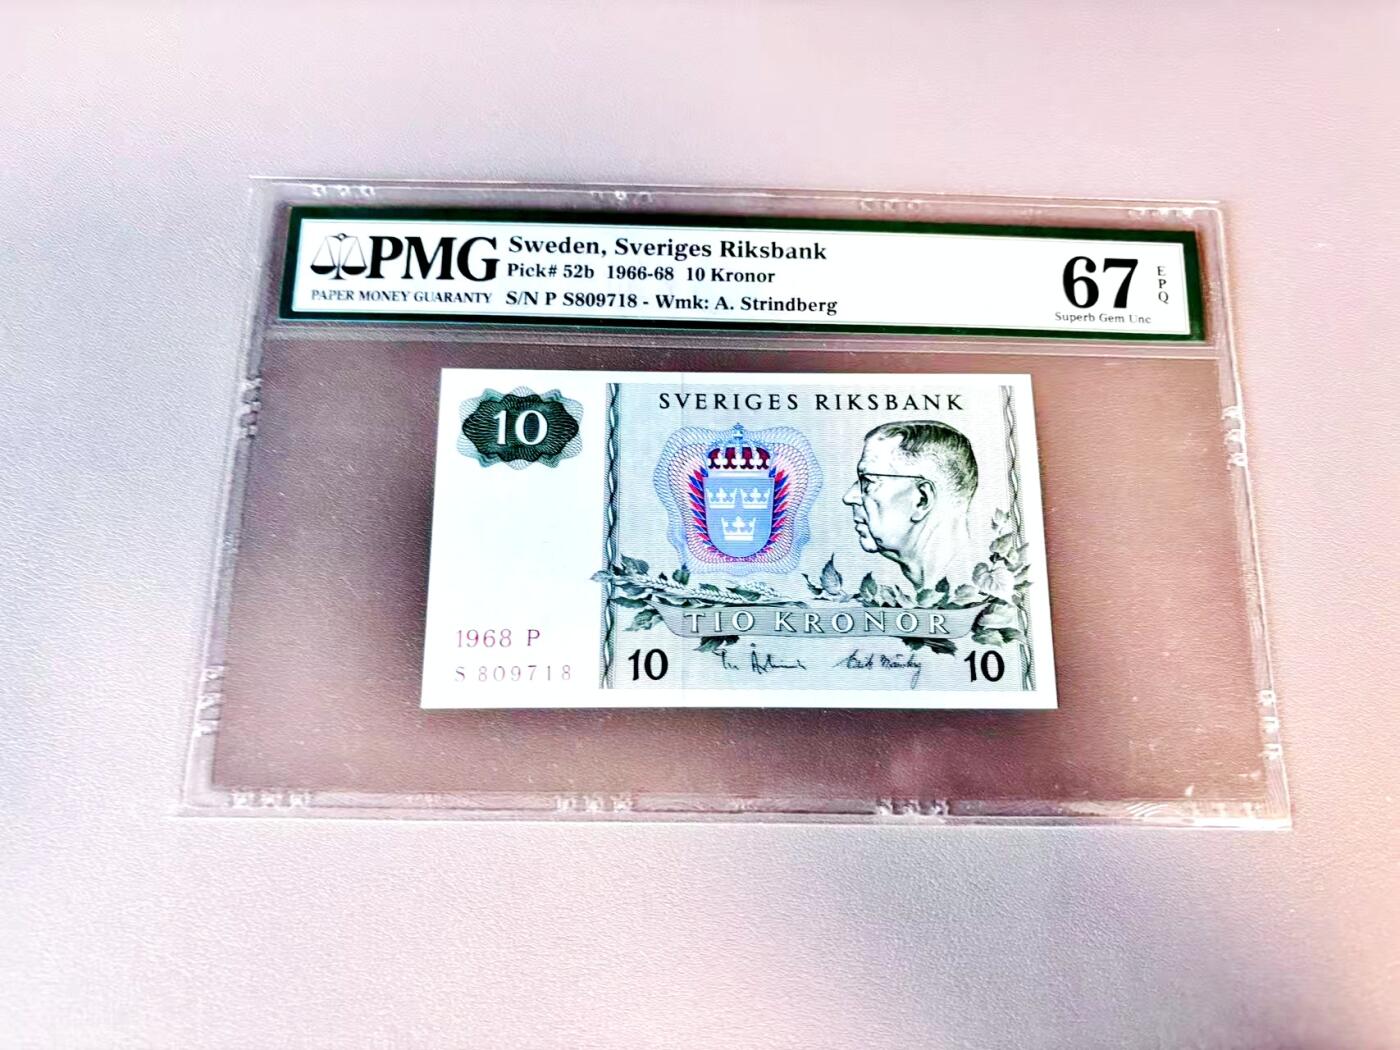 PMG
PAPER MONEY GUARANTY
Sweden, Sveriges Riksbank
Pick# 52b 1966-68 10 Kronor
S/N P S809718 - Wmk: A. Strindberg
67
EPQ
Superb Gem Unc
10
SVERIGES RIKSBANK
TIO KRONOR
1968 P
S 809718
10
10